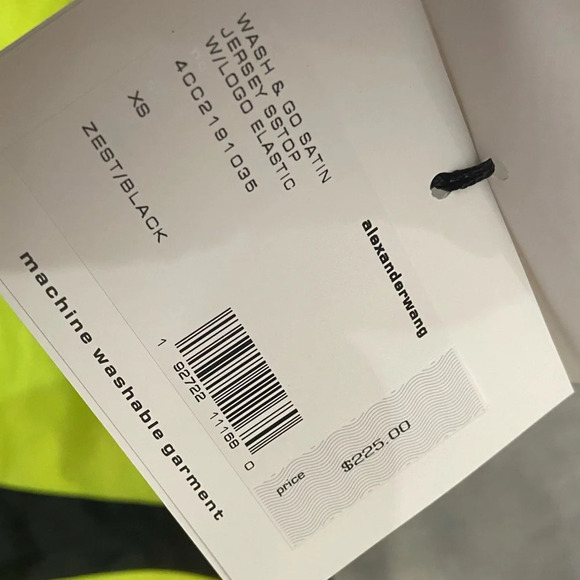 WASH & GO SATIN
JERSEY SSTOP
W/LOGO ELASTIC
4CC2191035
XS
ZEST/BLACK
alexanderwang
1 92722 11168 0
price $225.00
machine washable garment